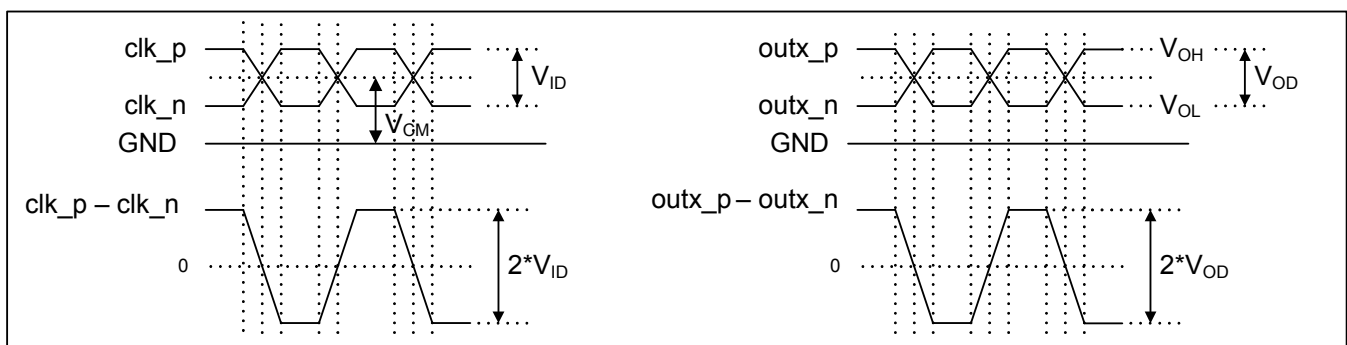 clk_p
V_ID
clk_n
V_CM
GND
clk_p – clk_n
0
2*V_ID
outx_p
V_OH
V_OD
outx_n
V_OL
GND
outx_p – outx_n
0
2*V_OD